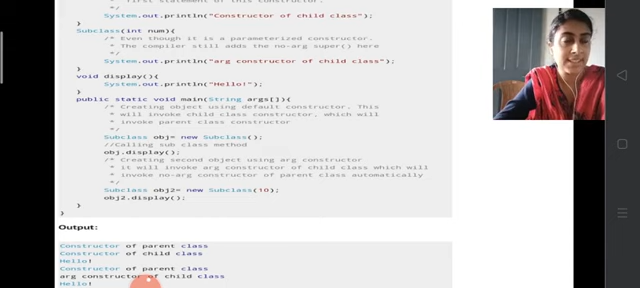 * first statement of this constructor.
*/
System.out.println("Constructor of child class");
}
Subclass(int num){
/* Even though it is a parameterized constructor.
* The compiler still adds the no-arg super() here
*/
System.out.println("arg constructor of child class");
}
void display(){
System.out.println("Hello!");
}
public static void main(String args[]){
/* Creating object using default constructor. This
* will invoke child class constructor, which will
* invoke parent class constructor
*/
Subclass obj= new Subclass();
//Calling sub class method
obj.display();
/* Creating second object using arg constructor
* it will invoke arg constructor of child class which will
* invoke no-arg constructor of parent class automatically
*/
Subclass obj2= new Subclass(10);
obj2.display();
}
}
Output:
Constructor of parent class
Constructor of child class
Hello!
Constructor of parent class
arg constructor of child class
Hello!